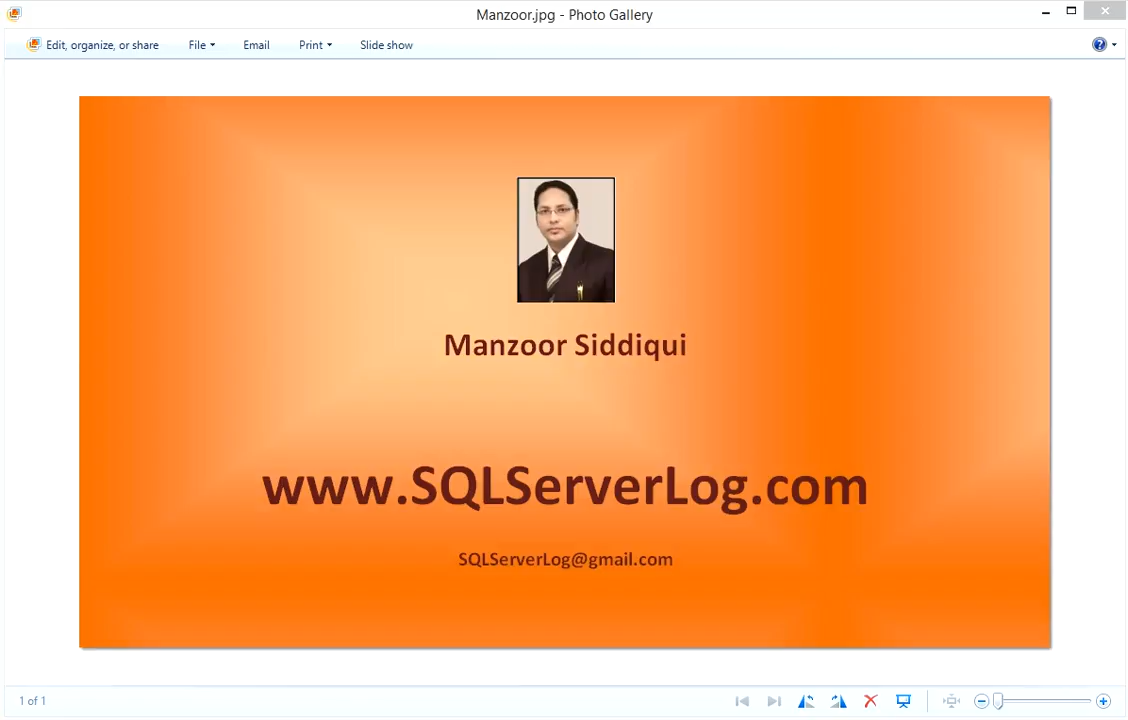 Manzoor.jpg - Photo Gallery
Edit, organize, or share File Email Print Slide show
Manzoor Siddiqui
www.SQLServerLog.com
SQLServerLog@gmail.com
1 of 1